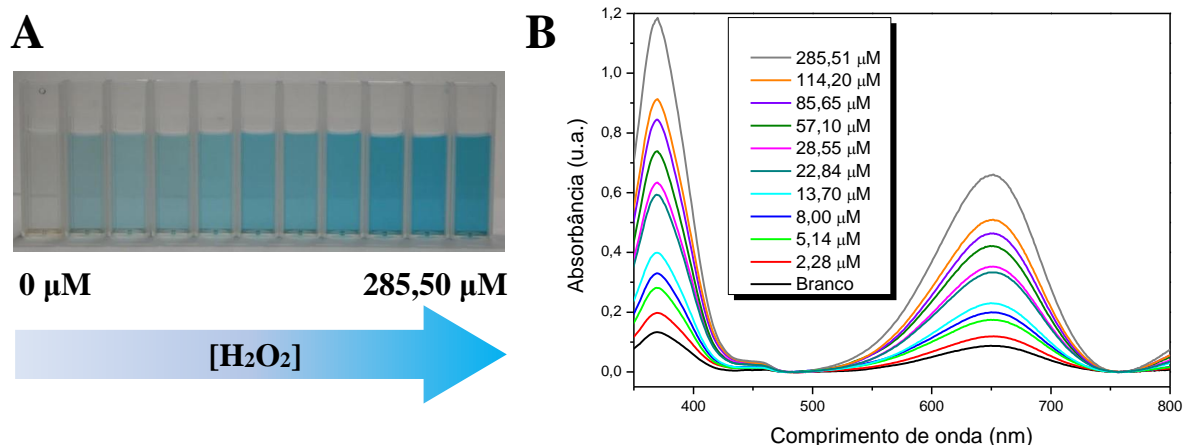 A
0 μM 285,50 μM
[H₂O₂]
B
Absorbância (u.a.)
1,2
1,0
0,8
0,6
0,4
0,2
0,0
285,51 μM
114,20 μM
85,65 μM
57,10 μM
28,55 μM
22,84 μM
13,70 μM
8,00 μM
5,14 μM
2,28 μM
Branco
400 500 600 700 800
Comprimento de onda (nm)